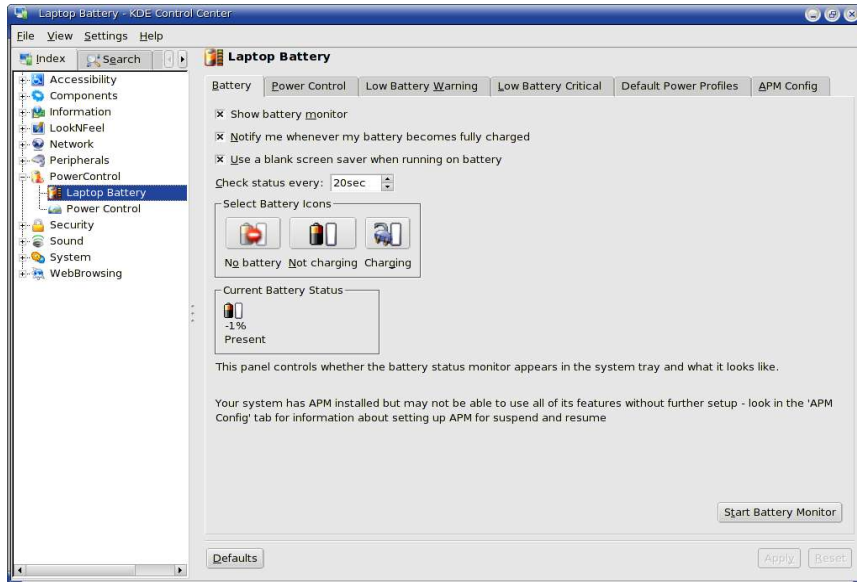 Laptop Battery - KDE Control Center
File View Settings Help
Index Search
Accessibility
Components
Information
LookNFeel
Network
Peripherals
PowerControl
Laptop Battery
Power Control
Security
Sound
System
WebBrowsing
Laptop Battery
Battery Power Control Low Battery Warning Low Battery Critical Default Power Profiles APM Config
Show battery monitor
Notify me whenever my battery becomes fully charged
Use a blank screen saver when running on battery
Check status every: 20sec
Select Battery Icons
No battery Not charging Charging
Current Battery Status
-1%
Present
This panel controls whether the battery status monitor appears in the system tray and what it looks like.
Your system has APM installed but may not be able to use all of its features without further setup - look in the 'APM
Config' tab for information about setting up APM for suspend and resume
Start Battery Monitor
Defaults Apply Reset